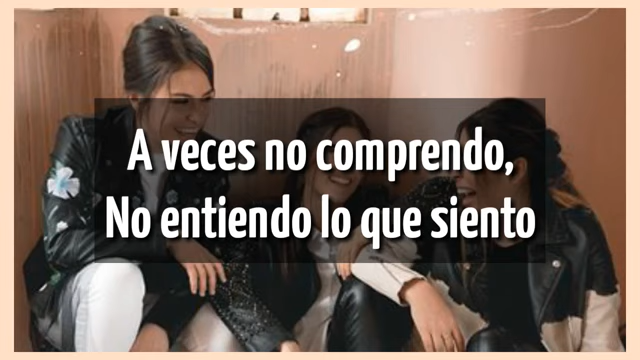 A veces no comprendo,
No entiendo lo que siento